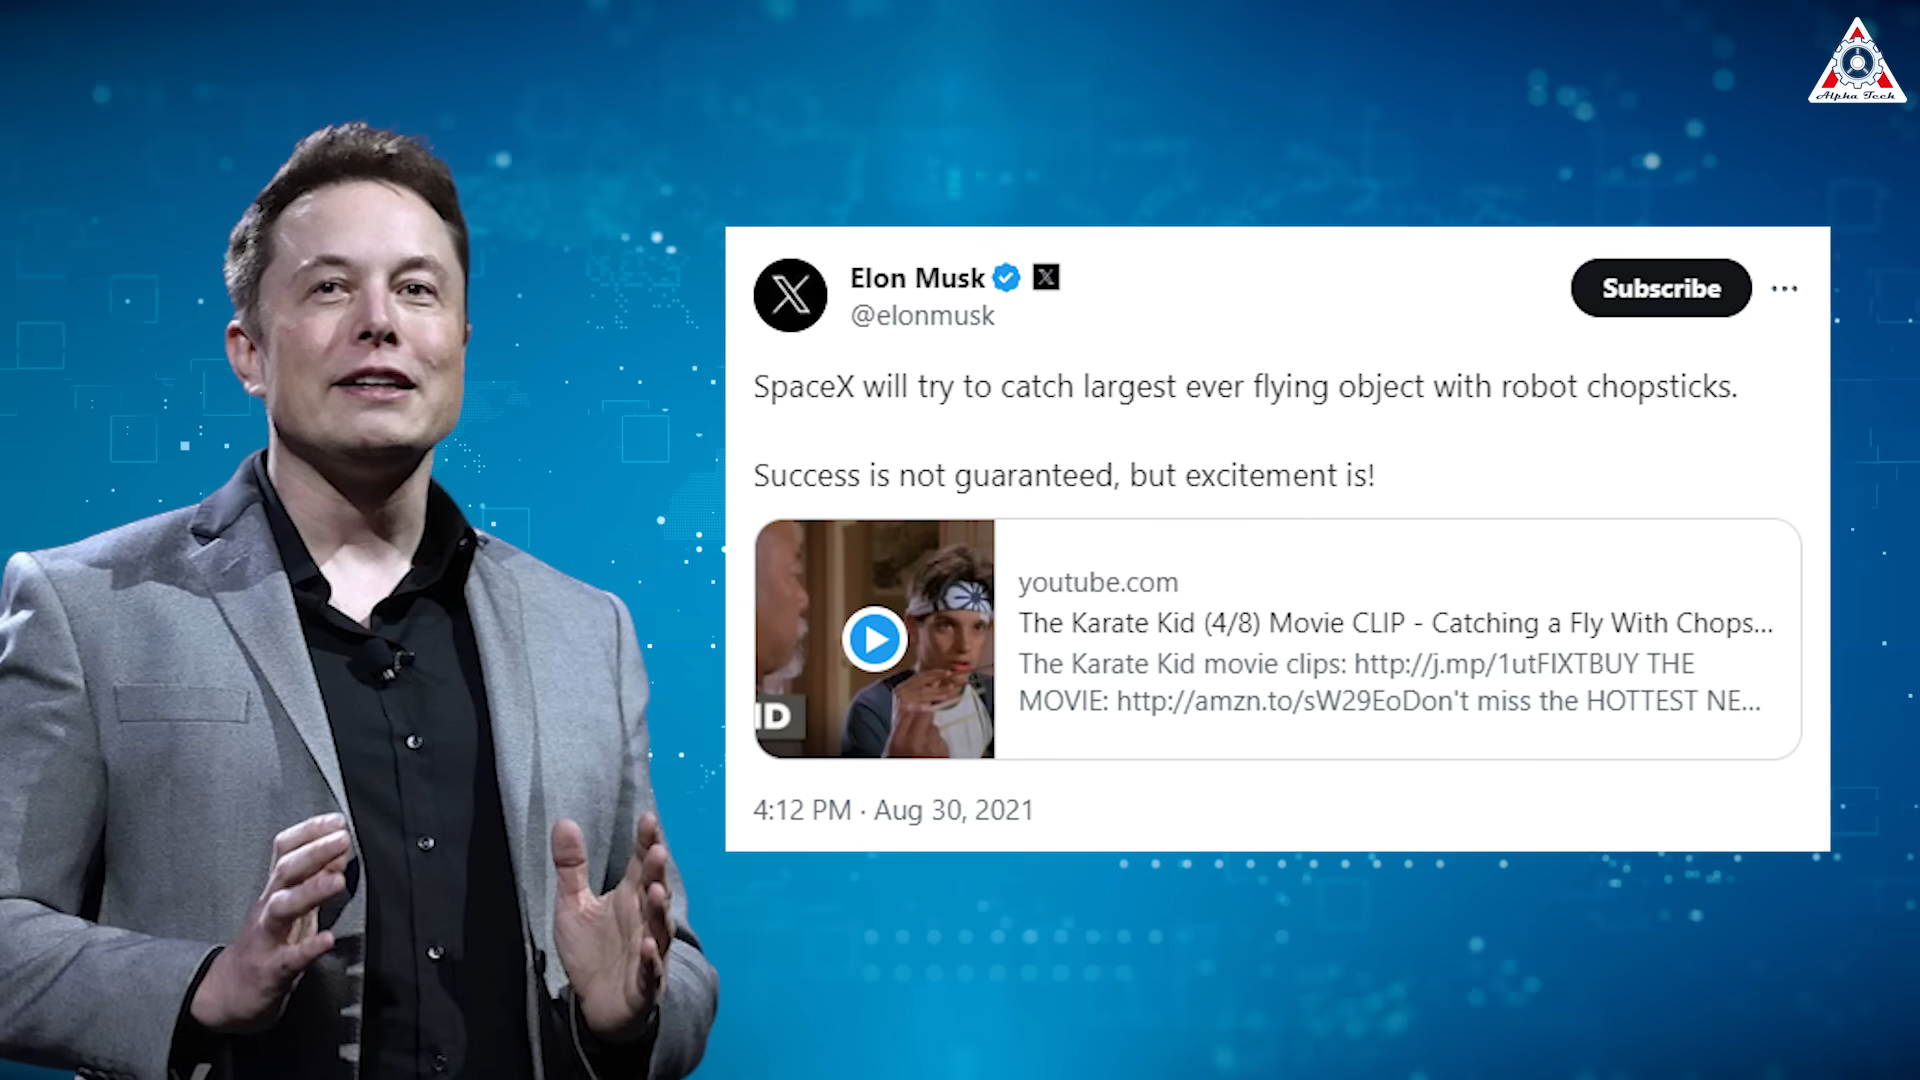 Alpha Tech
Elon Musk
@elonmusk
Subscribe
SpaceX will try to catch largest ever flying object with robot chopsticks.
Success is not guaranteed, but excitement is!
youtube.com
The Karate Kid (4/8) Movie CLIP - Catching a Fly With Chops...
The Karate Kid movie clips: http://j.mp/1utFIXTBUY THE
MOVIE: http://amzn.to/sW29EoDon't miss the HOTTEST NE...
ID
4:12 PM · Aug 30, 2021